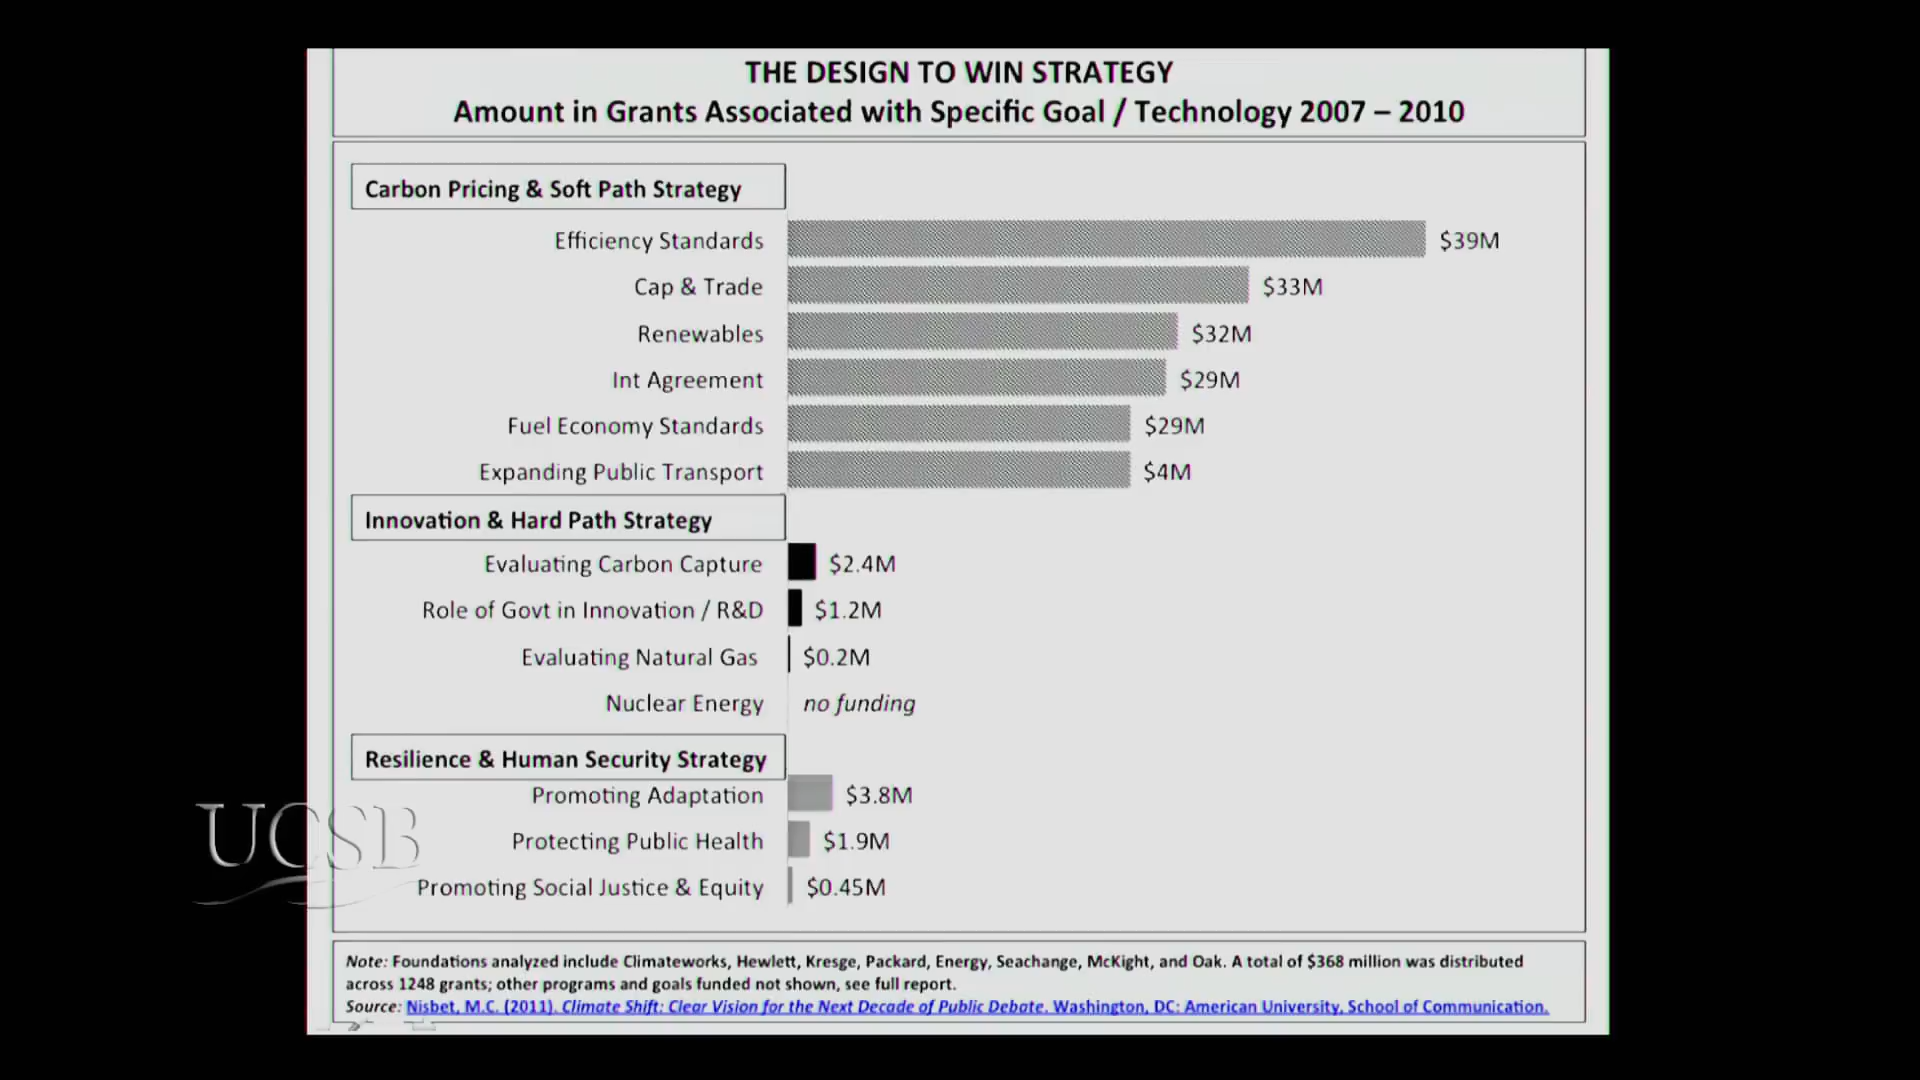 THE DESIGN TO WIN STRATEGY
Amount in Grants Associated with Specific Goal / Technology 2007 – 2010
Carbon Pricing & Soft Path Strategy
Efficiency Standards $39M
Cap & Trade $33M
Renewables $32M
Int Agreement $29M
Fuel Economy Standards $29M
Expanding Public Transport $4M
Innovation & Hard Path Strategy
Evaluating Carbon Capture $2.4M
Role of Govt in Innovation / R&D $1.2M
Evaluating Natural Gas $0.2M
Nuclear Energy no funding
Resilience & Human Security Strategy
Promoting Adaptation $3.8M
Protecting Public Health $1.9M
UCSB
Promoting Social Justice & Equity $0.45M
Note: Foundations analyzed include Climateworks, Hewlett, Kresge, Packard, Energy, Seachange, McKight, and Oak. A total of $368 million was distributed
across 1248 grants; other programs and goals funded not shown, see full report.
Source: Nisbet, M.C. (2011). Climate Shift: Clear Vision for the Next Decade of Public Debate. Washington, DC: American University, School of Communication.